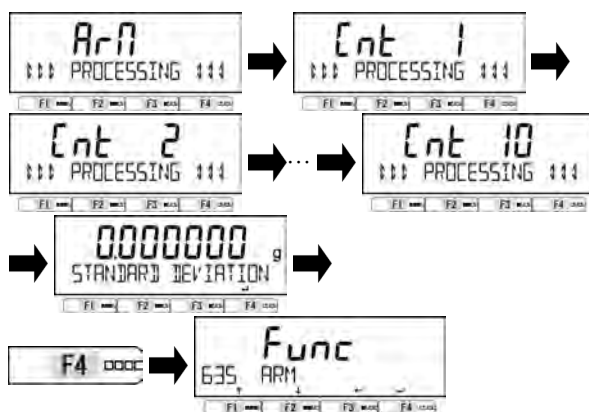 ArM
PROCESSING
F1 F2 F3 F4
Cnt 1
PROCESSING
F1 F2 F3 F4
Cnt 2
PROCESSING
F1 F2 F3 F4
...
Cnt 10
PROCESSING
F1 F2 F3 F4
0.000000 g
STANDARD DEVIATION
F1 F2 F3 F4
F4
Func
635 ARM
F1 F2 F3 F4